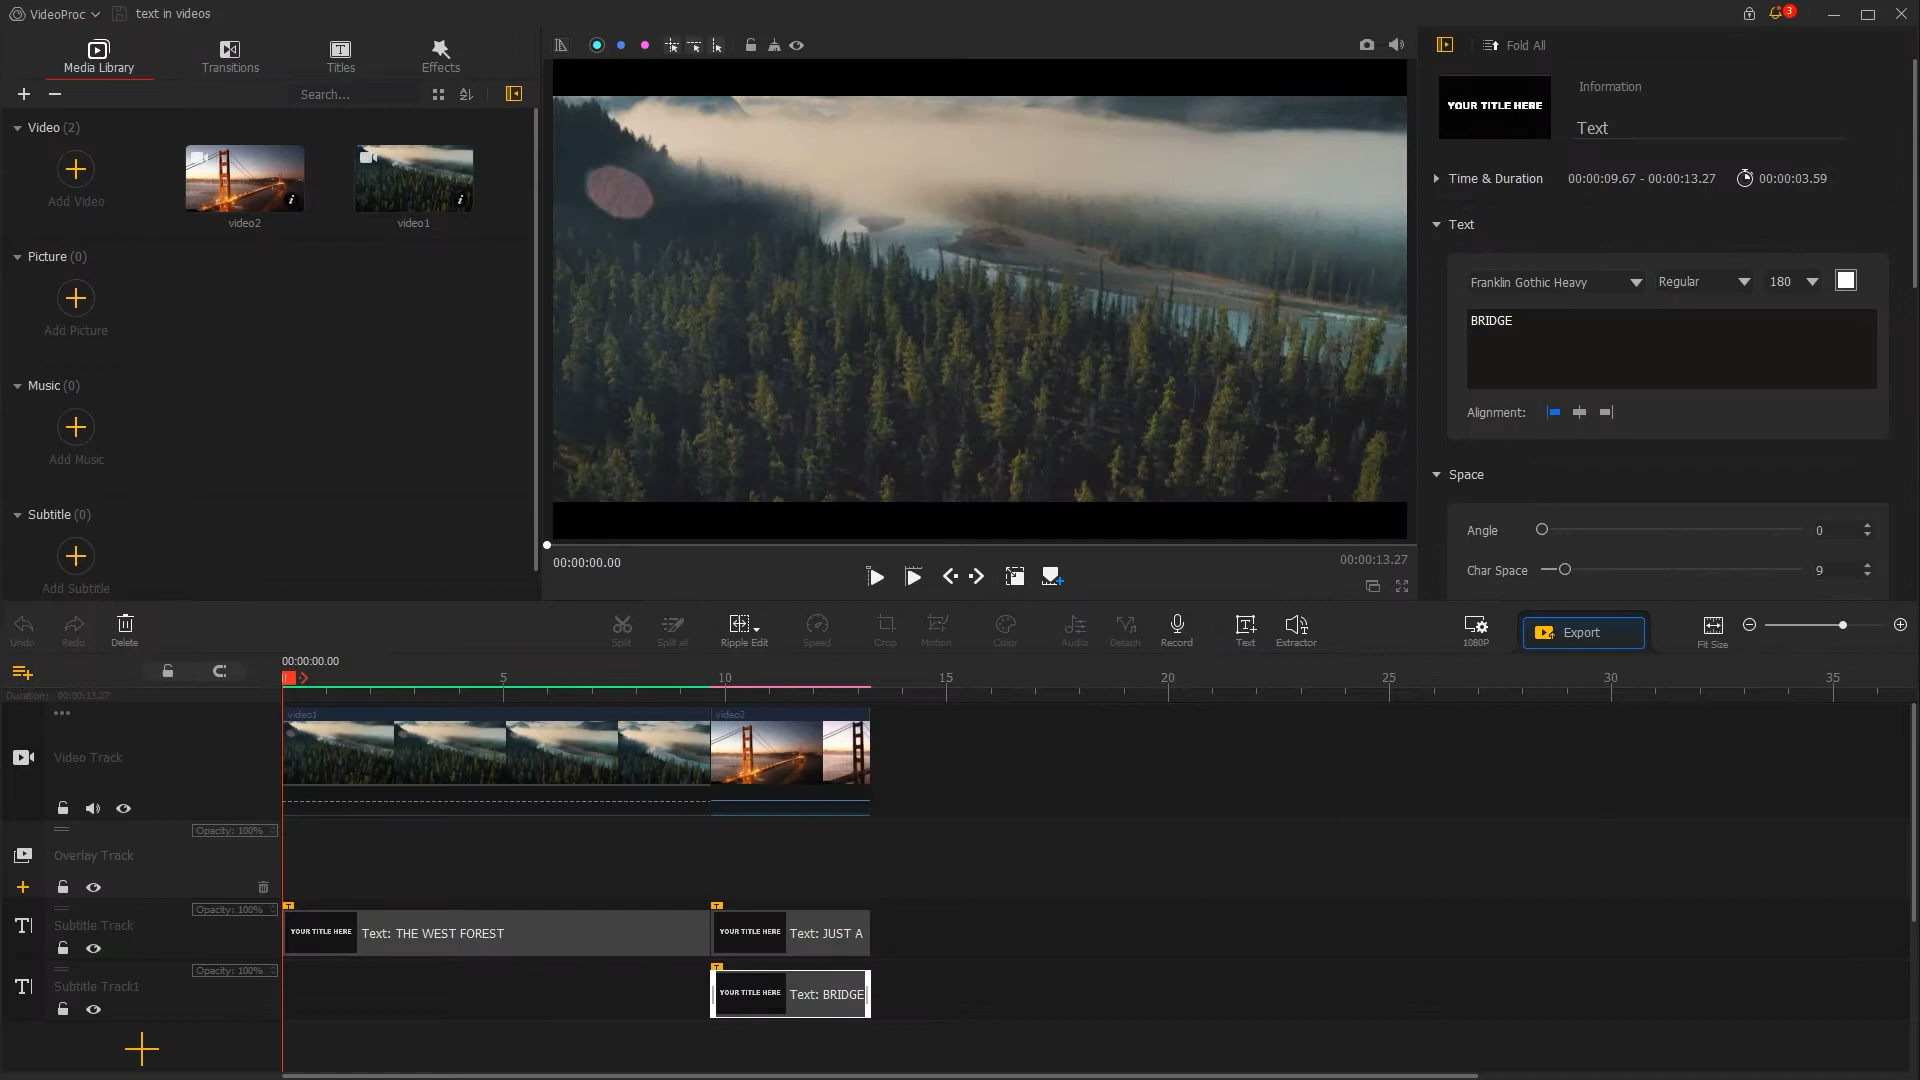 VideoProc
text in videos
3
Media Library
Transitions
Titles
Effects
Search...
Video (2)
Add Video
video2
video1
Picture (0)
Add Picture
Music (0)
Add Music
Subtitle (0)
Add Subtitle
00:00:00.00
00:00:13.27
Fold All
YOUR TITLE HERE
Information
Text
Time & Duration
00:00:09.67 - 00:00:13.27
00:00:03.59
Text
Franklin Gothic Heavy
Regular
180
BRIDGE
Alignment:
Space
Angle
0
Char Space
9
Undo
Redo
Delete
Split
Split all
Ripple Edit
Speed
Crop
Motion
Color
Audio
Detach
Record
Text
Extractor
1080P
Export
Fit Size
00:00:00.00
5
10
15
20
25
30
35
Duration: 00:00:13.27
video1
video2
Video Track
Opacity: 100%
Overlay Track
Opacity: 100%
Subtitle Track
YOUR TITLE HERE
Text: THE WEST FOREST
YOUR TITLE HERE
Text: JUST A
Opacity: 100%
Subtitle Track1
YOUR TITLE HERE
Text: BRIDGE